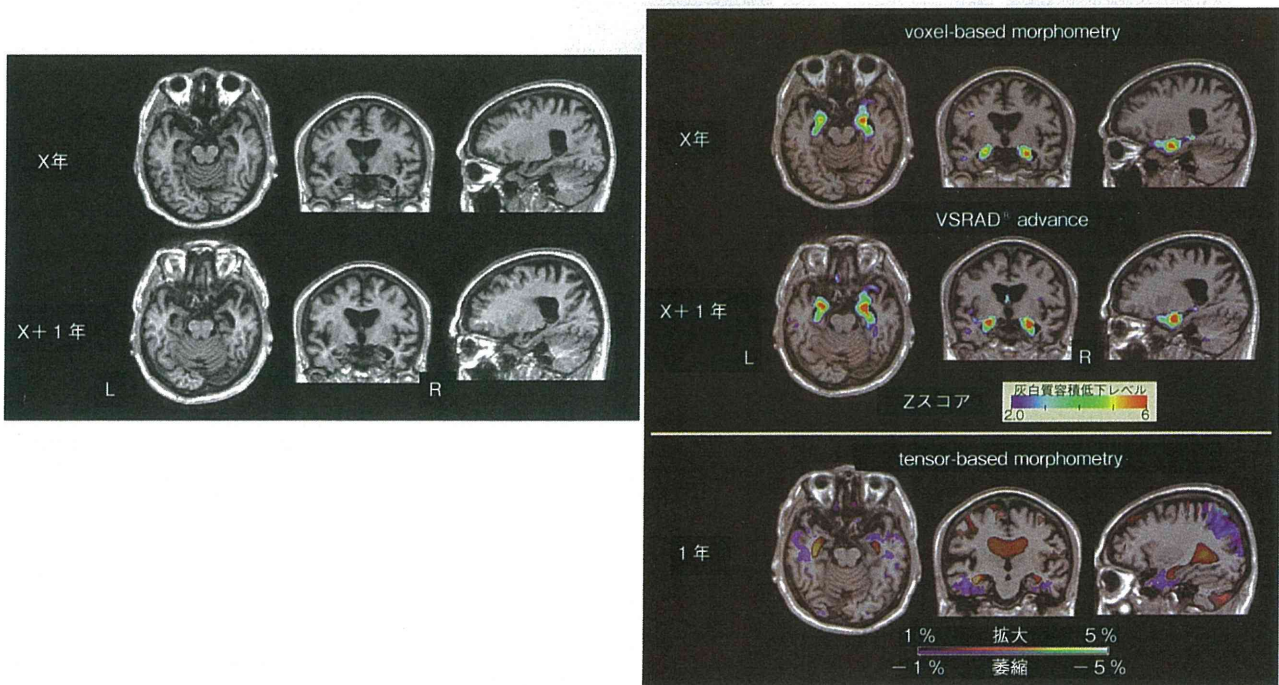 X年
X+1年
L
R
voxel-based morphometry
X年
VSRAD® advance
X+1年
L
R
Zスコア
灰白質容積低下レベル
2.0
6
tensor-based morphometry
1年
1%
拡大
5%
-1%
萎縮
-5%